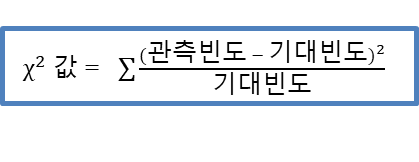 χ² 값 = ∑(관측빈도 – 기대빈도)²
기대빈도